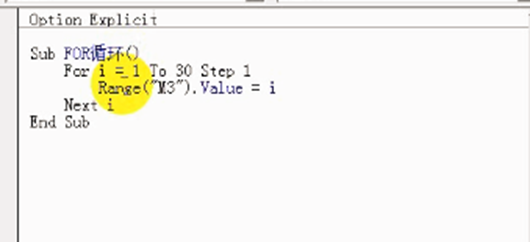 Option Explicit
Sub FOR循环()
For i = 1 To 30 Step 1
Range("M3").Value = i
Next i
End Sub